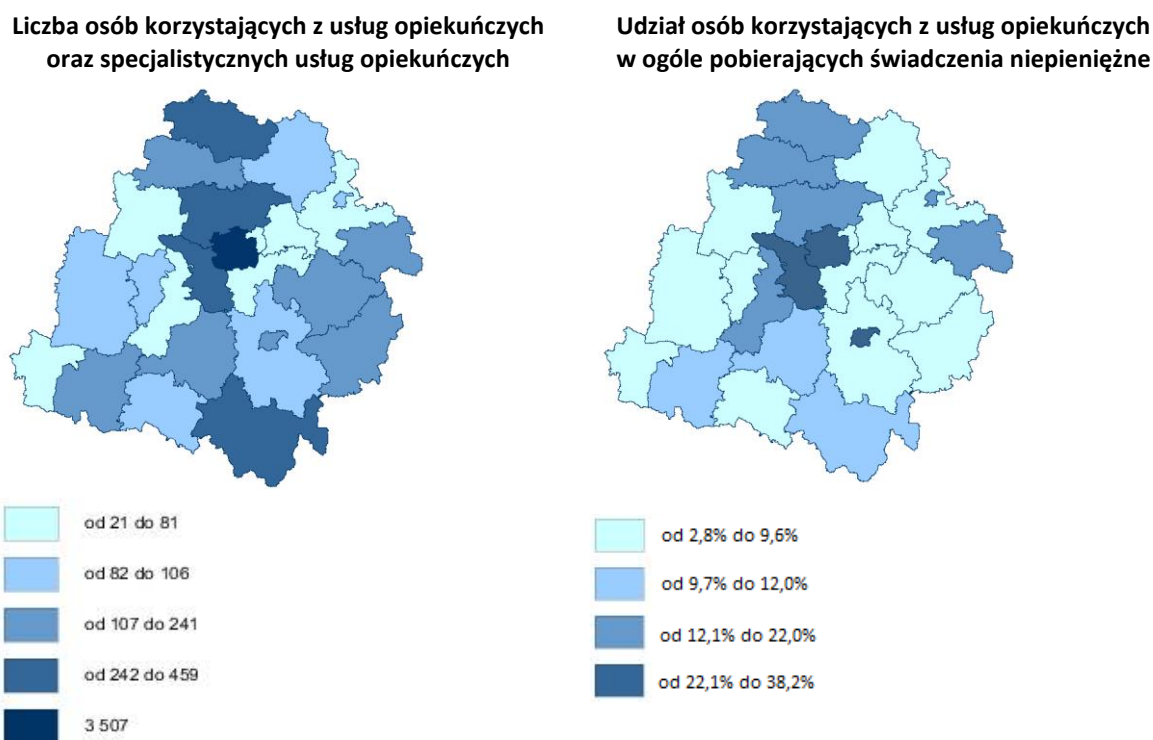 Liczba osób korzystających z usług opiekuńczych
oraz specjalistycznych usług opiekuńczych
Udział osób korzystających z usług opiekuńczych
w ogóle pobierających świadczenia niepieniężne
od 21 do 81
od 82 do 106
od 107 do 241
od 242 do 459
3 507
od 2,8% do 9,6%
od 9,7% do 12,0%
od 12,1% do 22,0%
od 22,1% do 38,2%